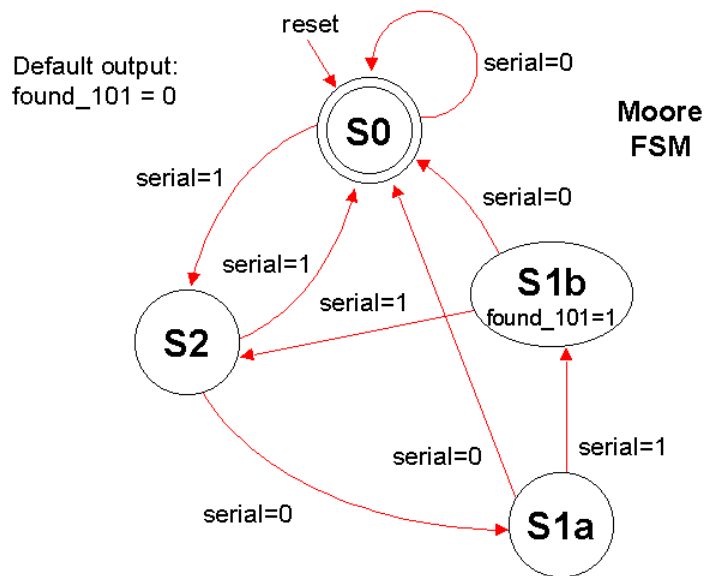 reset
Default output:
found_101 = 0
serial=0
Moore
FSM
S0
serial=1
serial=0
serial=1
S1b
found_101=1
serial=1
S2
serial=0
serial=1
serial=0
S1a